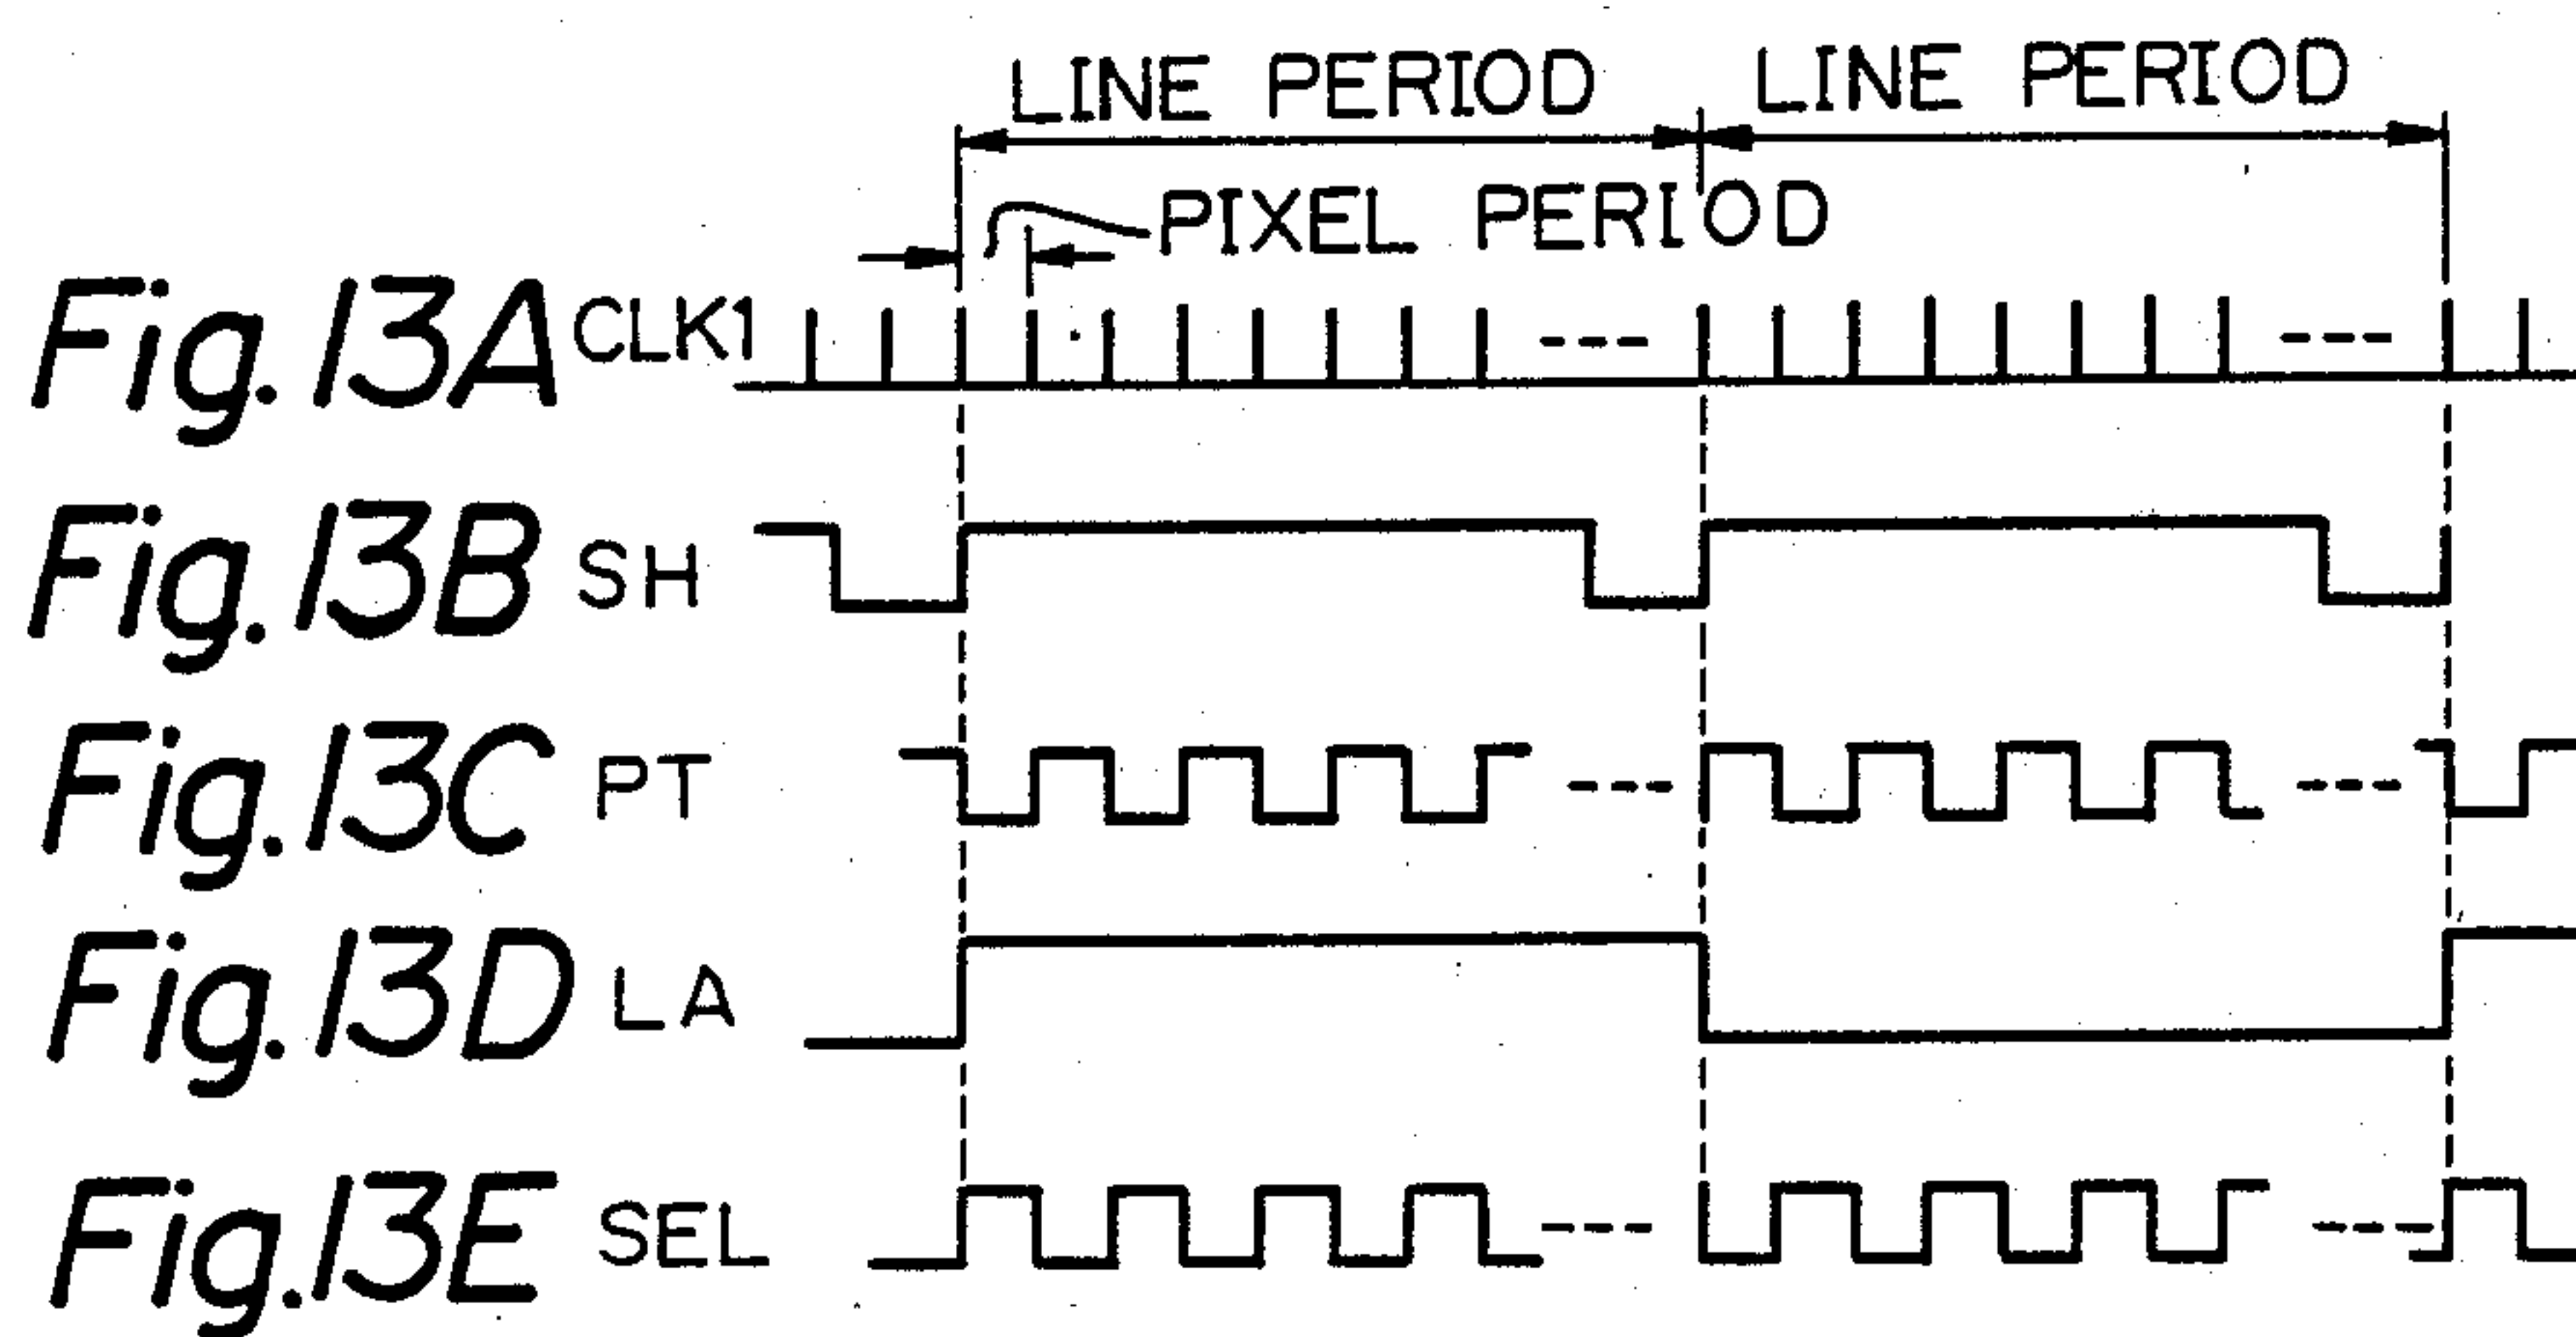 LINE PERIOD LINE PERIOD
PIXEL PERIOD
Fig. 13A CLK1
Fig. 13B SH
Fig. 13C PT
Fig. 13D LA
Fig. 13E SEL